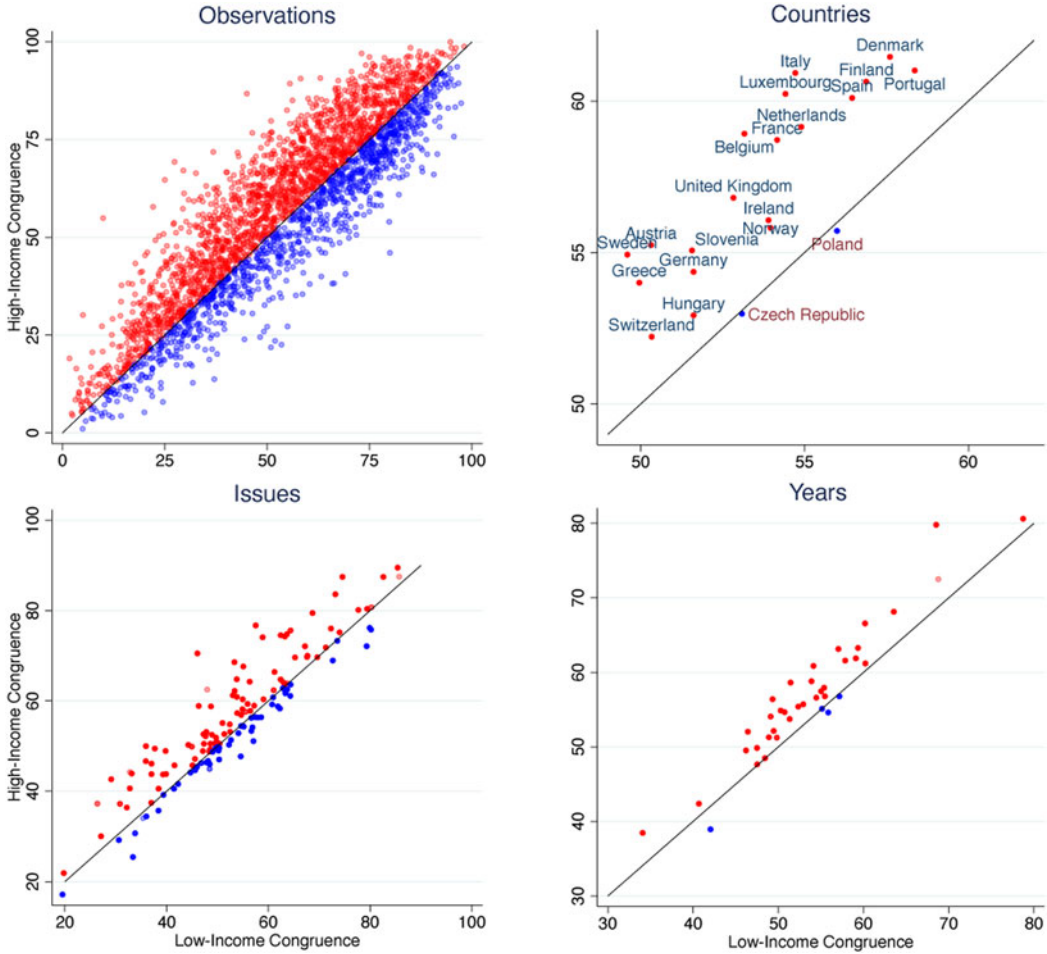 Observations
High-Income Congruence
100
75
50
25
0
0 25 50 75 100
Countries
60
55
50
Denmark
Italy
Finland
Luxembourg
Spain Portugal
Netherlands
France
Belgium
United Kingdom
Ireland
Norway
Austria
Sweden
Slovenia
Poland
Germany
Greece
Hungary
Czech Republic
Switzerland
50 55 60
Issues
High-Income Congruence
100
80
60
40
20
20 40 60 80 100
Low-Income Congruence
Years
80
70
60
50
40
30
30 40 50 60 70 80
Low-Income Congruence